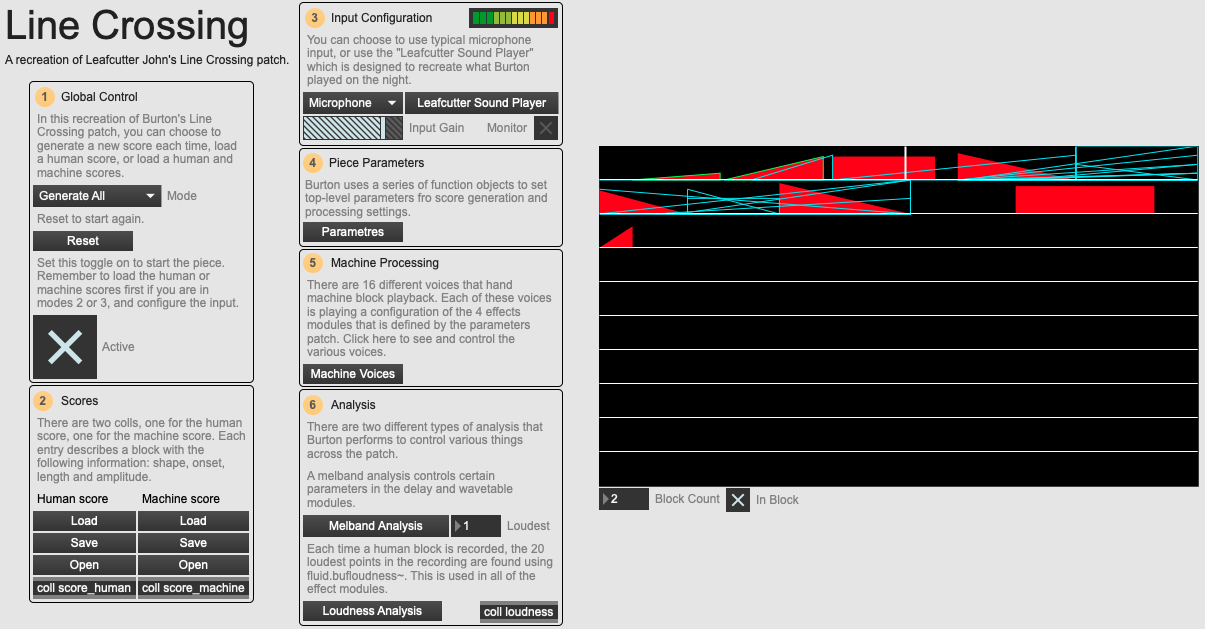 Line Crossing
A recreation of Leafcutter John's Line Crossing patch.
1 Global Control
In this recreation of Burton's Line
Crossing patch, you can choose to
generate a new score each time, load
a human score, or load a human and
machine scores.
Generate All Mode
Reset to start again.
Reset
Set this toggle on to start the piece.
Remember to load the human or
machine scores first if you are in
modes 2 or 3, and configure the input.
Active
2 Scores
There are two colls, one for the human
score, one for the machine score. Each
entry describes a block with the
following information: shape, onset,
length and amplitude.
Human score Machine score
Load Load
Save Save
Open Open
coll score_human coll score_machine
3 Input Configuration
You can choose to use typical microphone
input, or use the "Leafcutter Sound Player"
which is designed to recreate what Burton
played on the night.
Microphone Leafcutter Sound Player
Input Gain Monitor
4 Piece Parameters
Burton uses a series of function objects to set
top-level parameters fro score generation and
processing settings.
Parametres
5 Machine Processing
There are 16 different voices that hand
machine block playback. Each of these voices
is playing a configuration of the 4 effects
modules that is defined by the parameters
patch. Click here to see and control the
various voices.
Machine Voices
6 Analysis
There are two different types of analysis that
Burton performs to control various things
across the patch.
A melband analysis controls certain
parameters in the delay and wavetable
modules.
Melband Analysis 1 Loudest
Each time a human block is recorded, the 20
loudest points in the recording are found using
fluid.bufloudness~. This is used in all of the
effect modules.
Loudness Analysis coll loudness
2 Block Count In Block